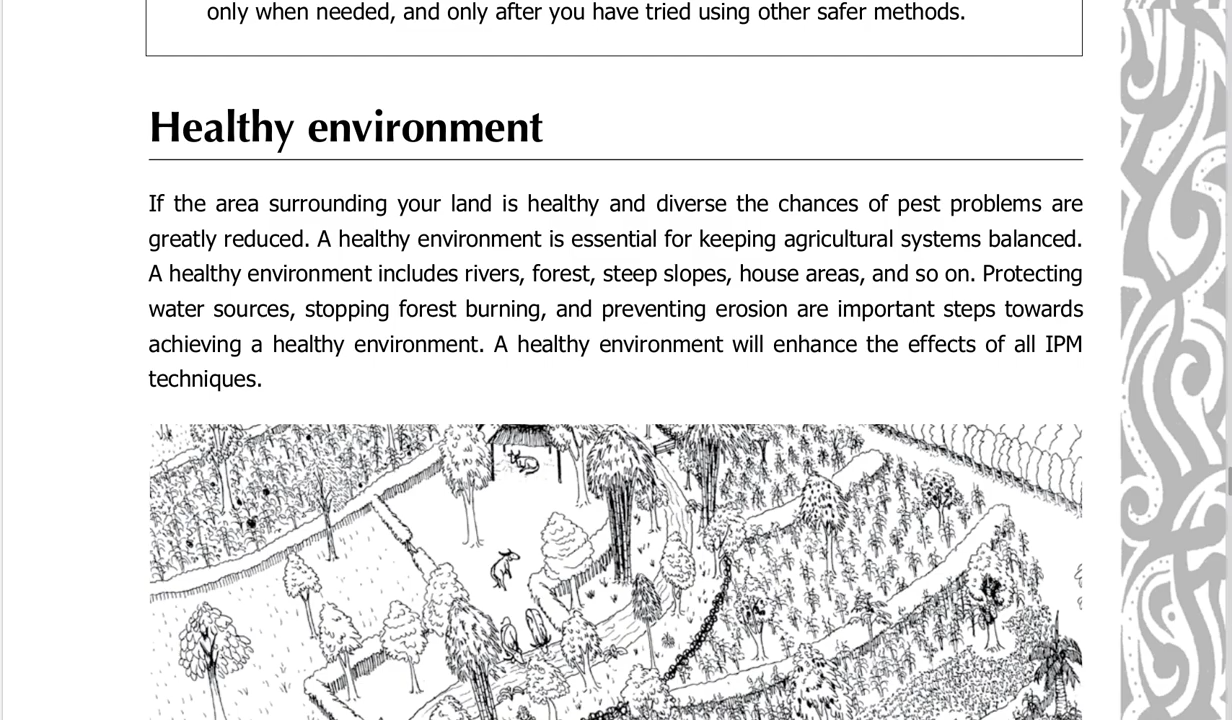 only when needed, and only after you have tried using other safer methods.
Healthy environment
If the area surrounding your land is healthy and diverse the chances of pest problems are
greatly reduced. A healthy environment is essential for keeping agricultural systems balanced.
A healthy environment includes rivers, forest, steep slopes, house areas, and so on. Protecting
water sources, stopping forest burning, and preventing erosion are important steps towards
achieving a healthy environment. A healthy environment will enhance the effects of all IPM
techniques.